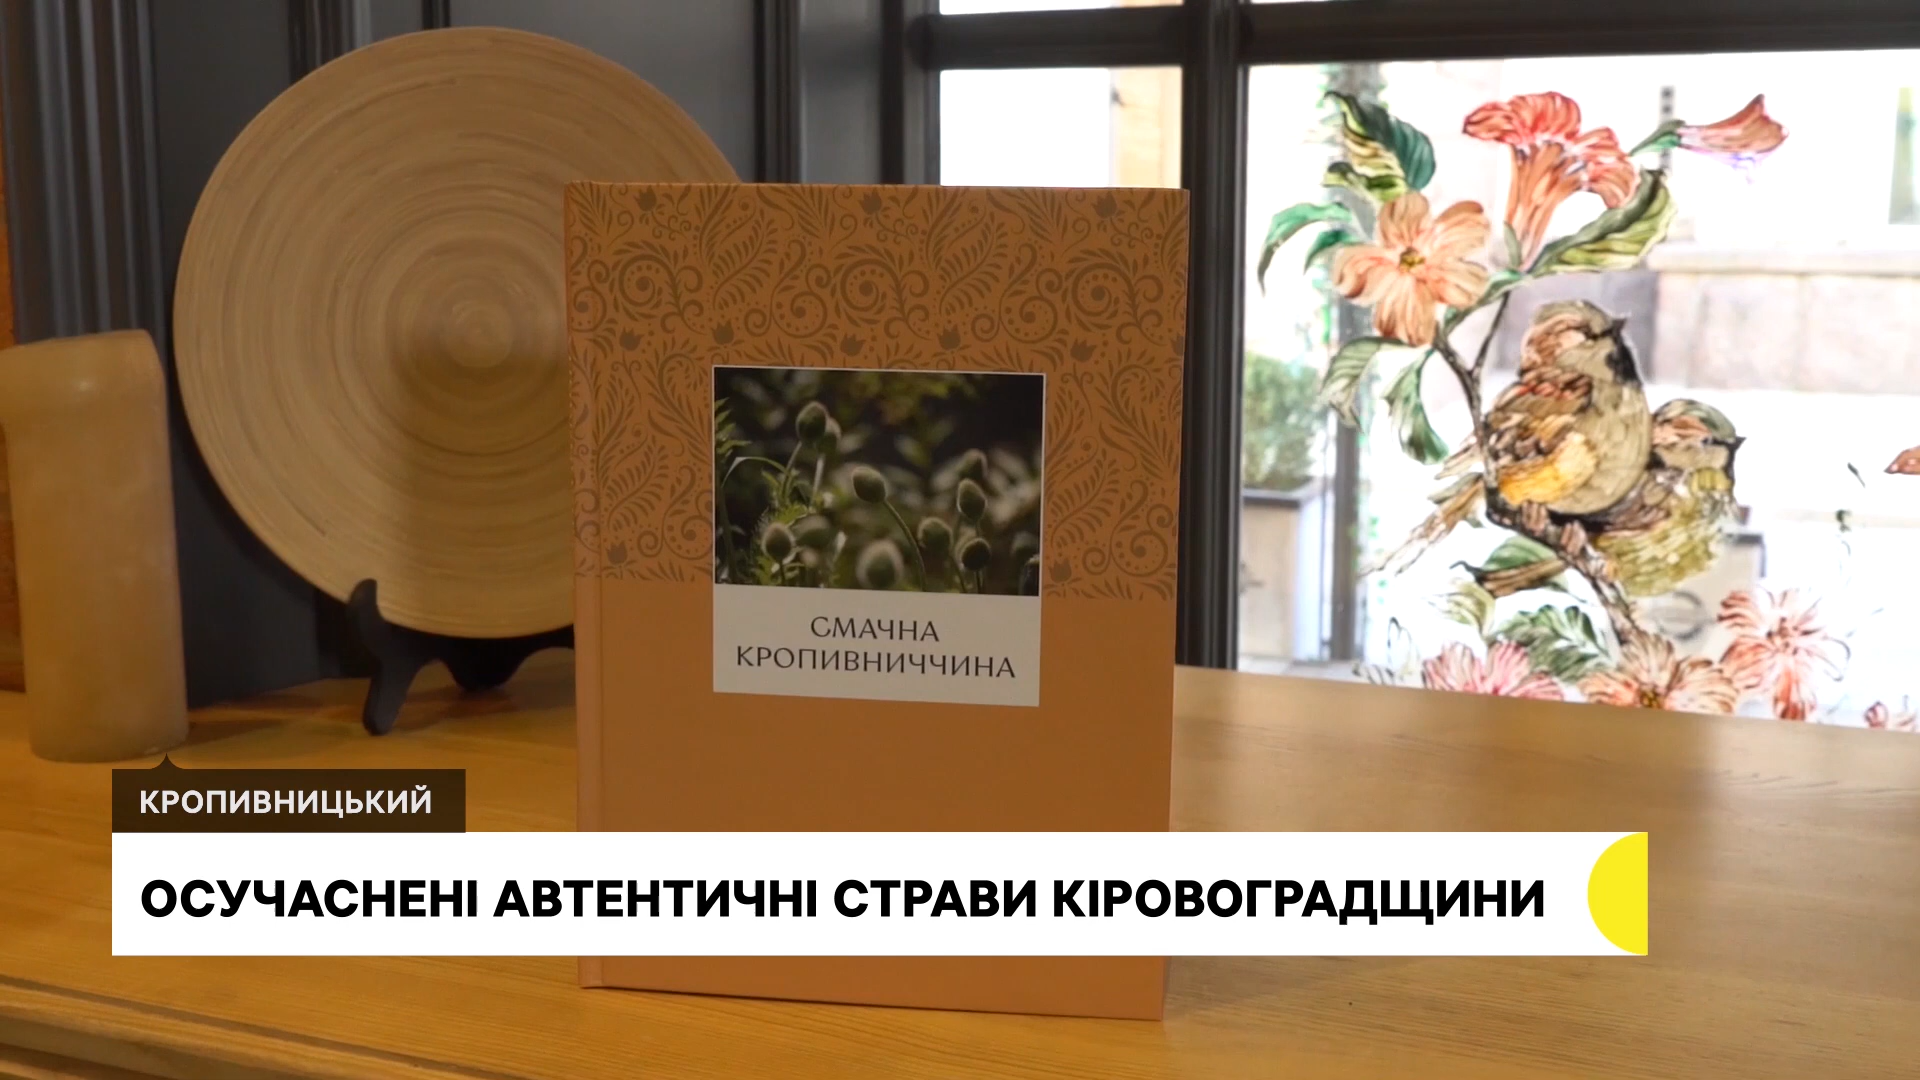 СМАЧНА
КРОПИВНИЧЧИНА
КРОПИВНИЦЬКИЙ
ОСУЧАСНЕНІ АВТЕНТИЧНІ СТРАВИ КІРОВОГРАДЩИНИ